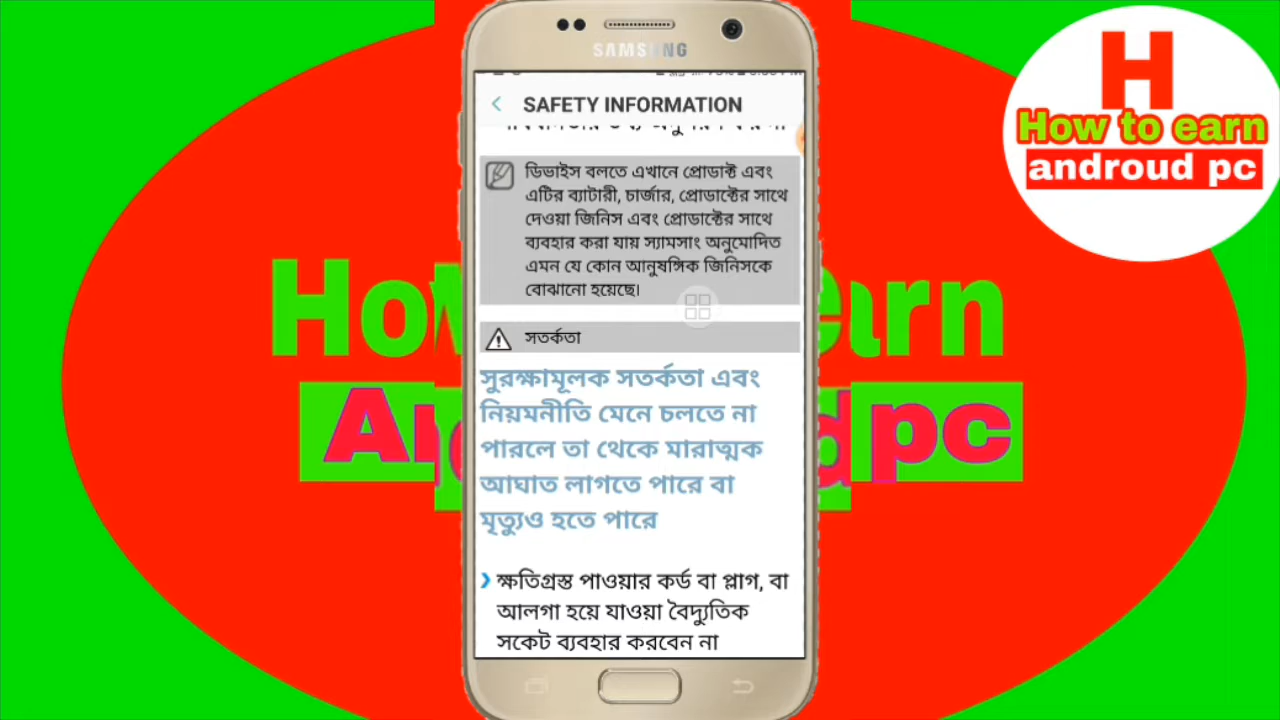 SAMSUNG
SAFETY INFORMATION
ডিভাইস বলতে এখানে প্রোডাক্ট এবং
এটির ব্যাটারী, চার্জার, প্রোডাক্টের সাথে
দেওয়া জিনিস এবং প্রোডাক্টের সাথে
ব্যবহার করা যায় স্যামসাং অনুমোদিত
এমন যে কোন আনুষঙ্গিক জিনিসকে
বোঝানো হয়েছে।
সতর্কতা
সুরক্ষামূলক সতর্কতা এবং
নিয়মনীতি মেনে চলতে না
পারলে তা থেকে মারাত্মক
আঘাত লাগতে পারে বা
মৃত্যুও হতে পারে
ক্ষতিগ্রস্ত পাওয়ার কর্ড বা প্লাগ, বা
আলগা হয়ে যাওয়া বৈদ্যুতিক
সকেট ব্যবহার করবেন না
H
How to earn
androud pc
pc